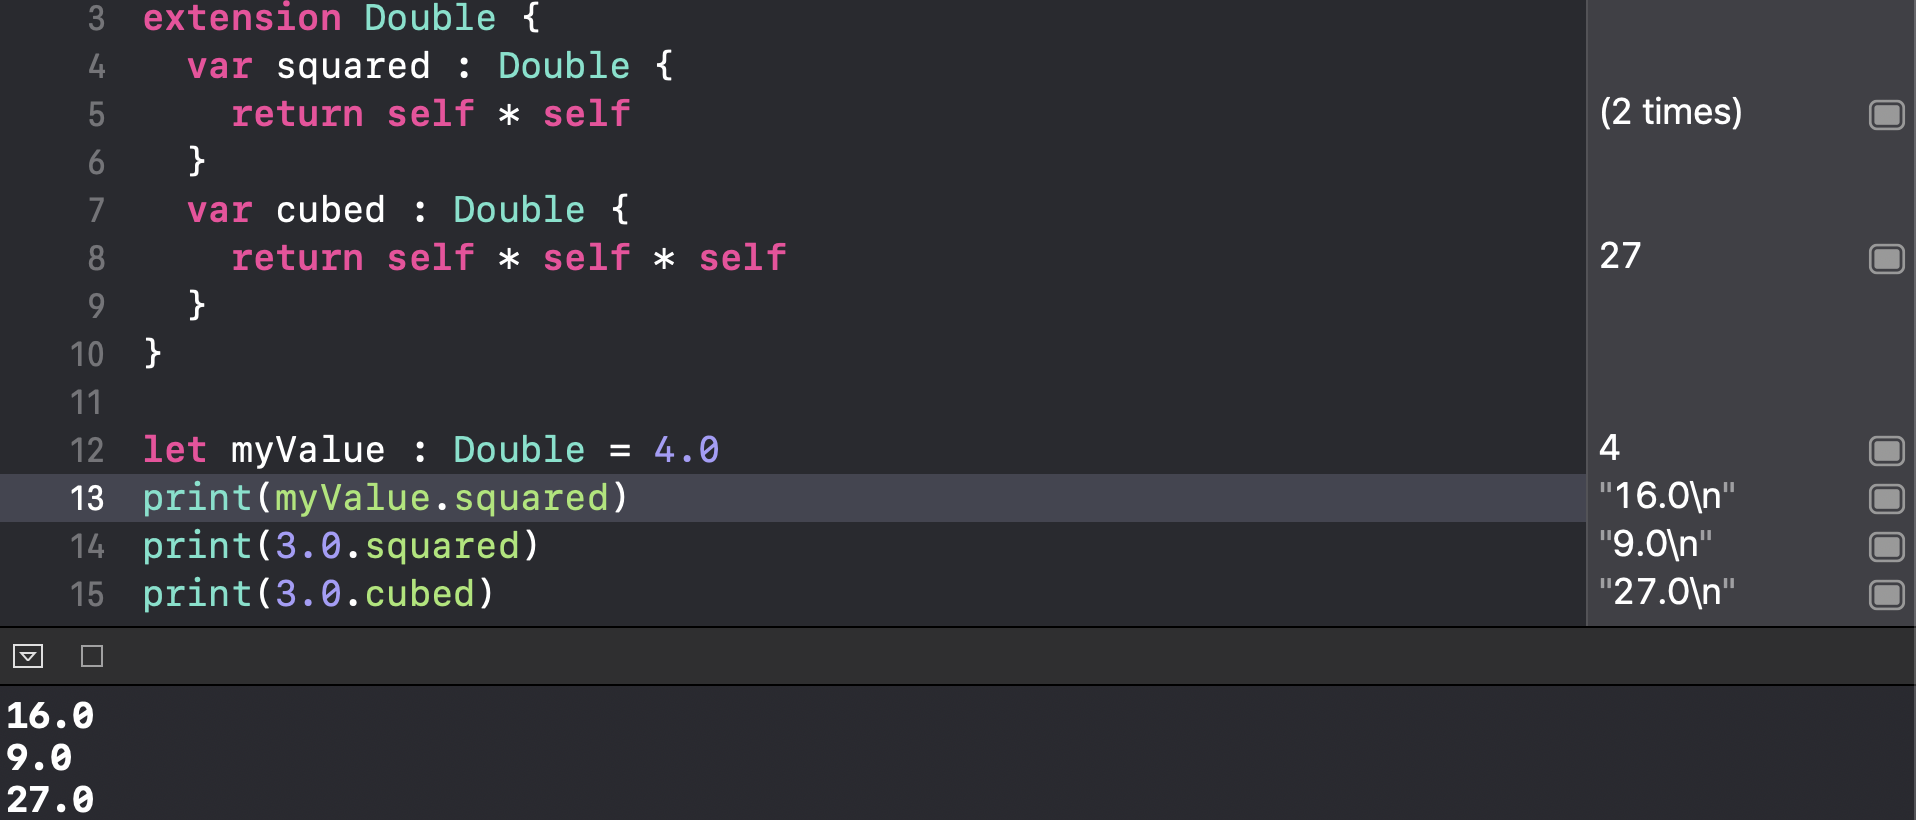 3 extension Double {
4   var squared : Double {
5     return self * self (2 times)
6   }
7   var cubed : Double {
8     return self * self * self 27
9   }
10 }
11
12 let myValue : Double = 4.0 4
13 print(myValue.squared) "16.0\n"
14 print(3.0.squared) "9.0\n"
15 print(3.0.cubed) "27.0\n"
16.0
9.0
27.0